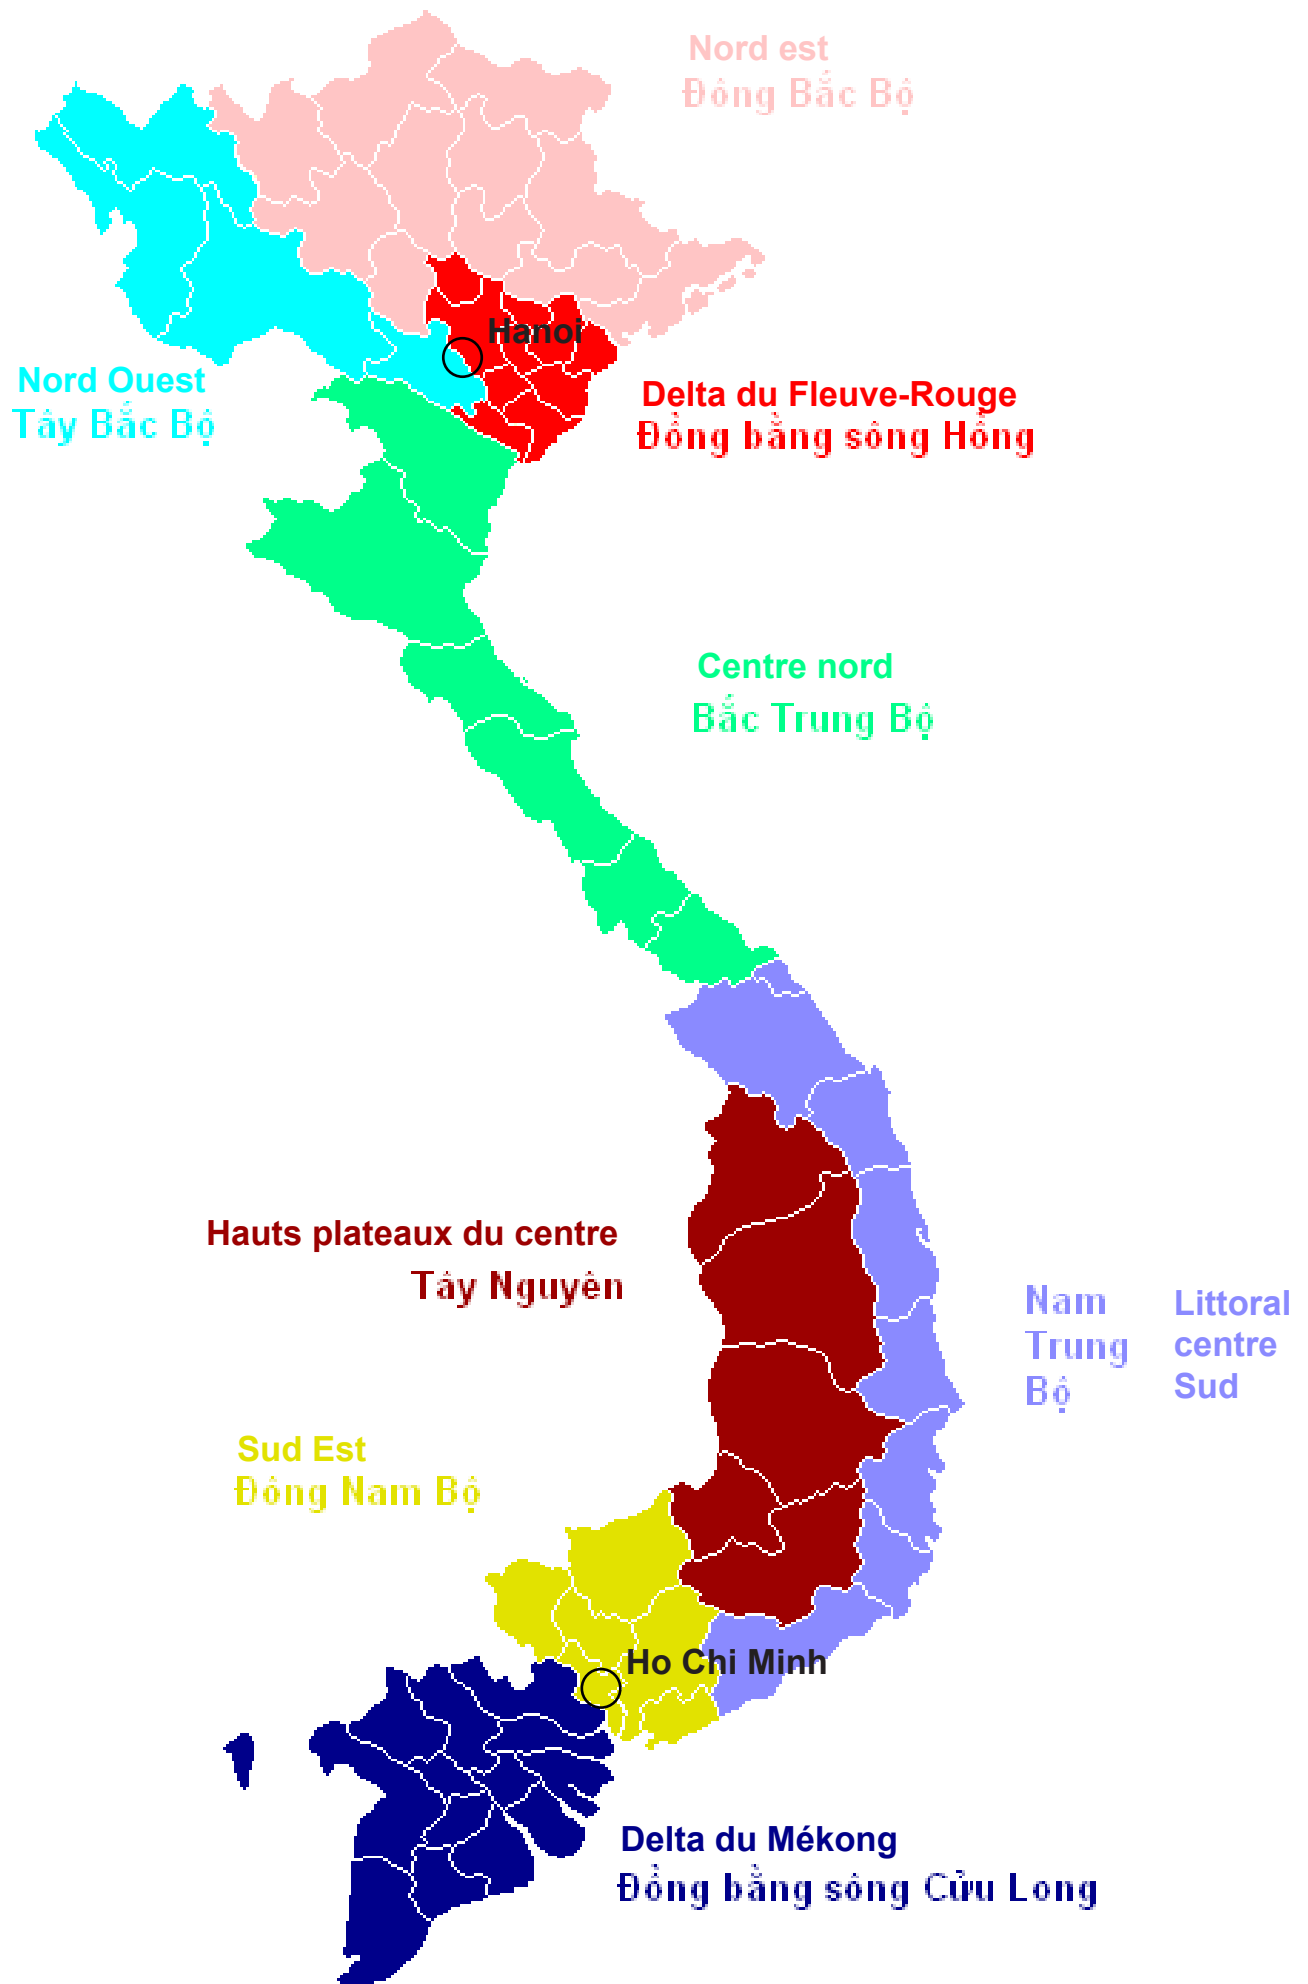 Nord est
Đông Bắc Bộ
Hanoi
Nord Ouest
Tây Bắc Bộ
Delta du Fleuve-Rouge
Đồng bằng sông Hồng
Centre nord
Bắc Trung Bộ
Hauts plateaux du centre
Tây Nguyên
Nam
Trung
Bộ
Littoral
centre
Sud
Sud Est
Đông Nam Bộ
Ho Chi Minh
Delta du Mékong
Đồng bằng sông Cửu Long